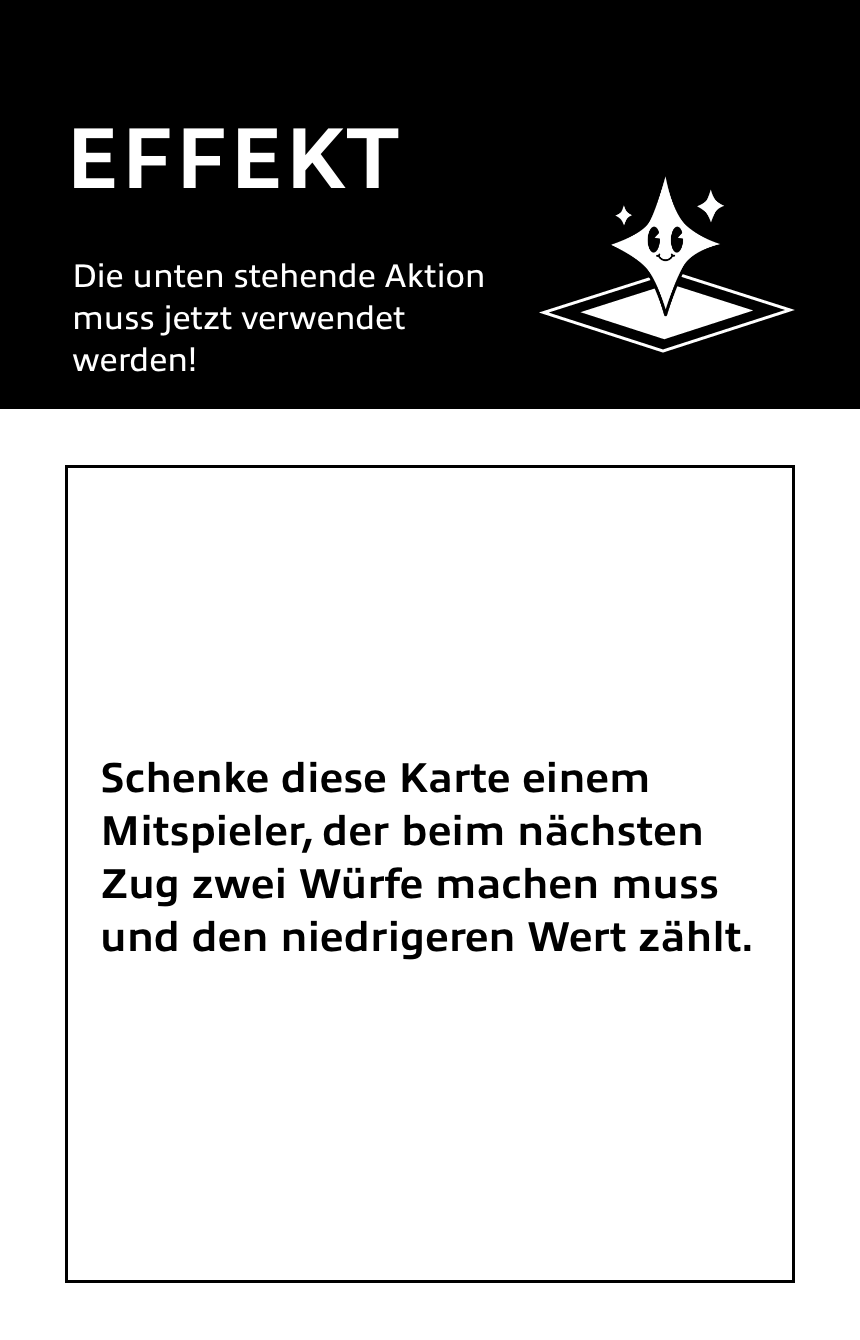 EFFEKT
Die unten stehende Aktion
muss jetzt verwendet
werden!
Schenke diese Karte einem
Mitspieler, der beim nächsten
Zug zwei Würfe machen muss
und den niedrigeren Wert zählt.